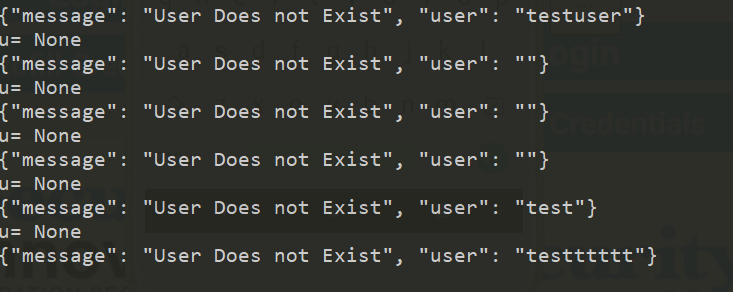 {"message": "User Does not Exist", "user": "testuser"}
u= None
{"message": "User Does not Exist", "user": ""}
u= None
{"message": "User Does not Exist", "user": ""}
u= None
{"message": "User Does not Exist", "user": ""}
u= None
{"message": "User Does not Exist", "user": "test"}
u= None
{"message": "User Does not Exist", "user": "testttttt"}
Credentials